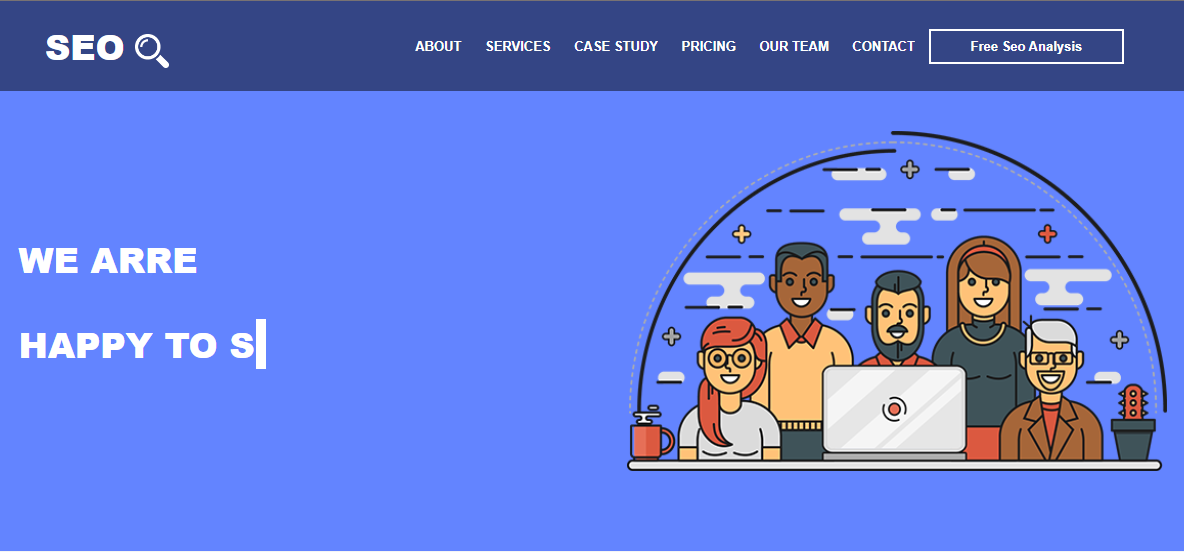 SEO
ABOUT SERVICES CASE STUDY PRICING OUR TEAM CONTACT Free Seo Analysis
WE ARRE
HAPPY TO S